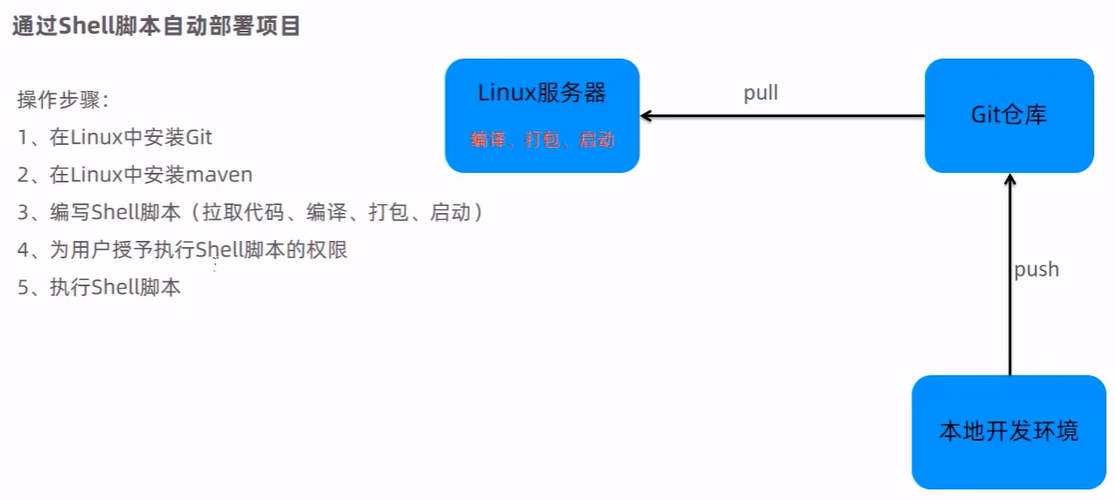 通过Shell脚本自动部署项目
操作步骤：
1、在Linux中安装Git
2、在Linux中安装maven
3、编写Shell脚本（拉取代码、编译、打包、启动）
4、为用户授予执行Shell脚本的权限
5、执行Shell脚本
Linux服务器
编译、打包、启动
pull
Git仓库
push
本地开发环境